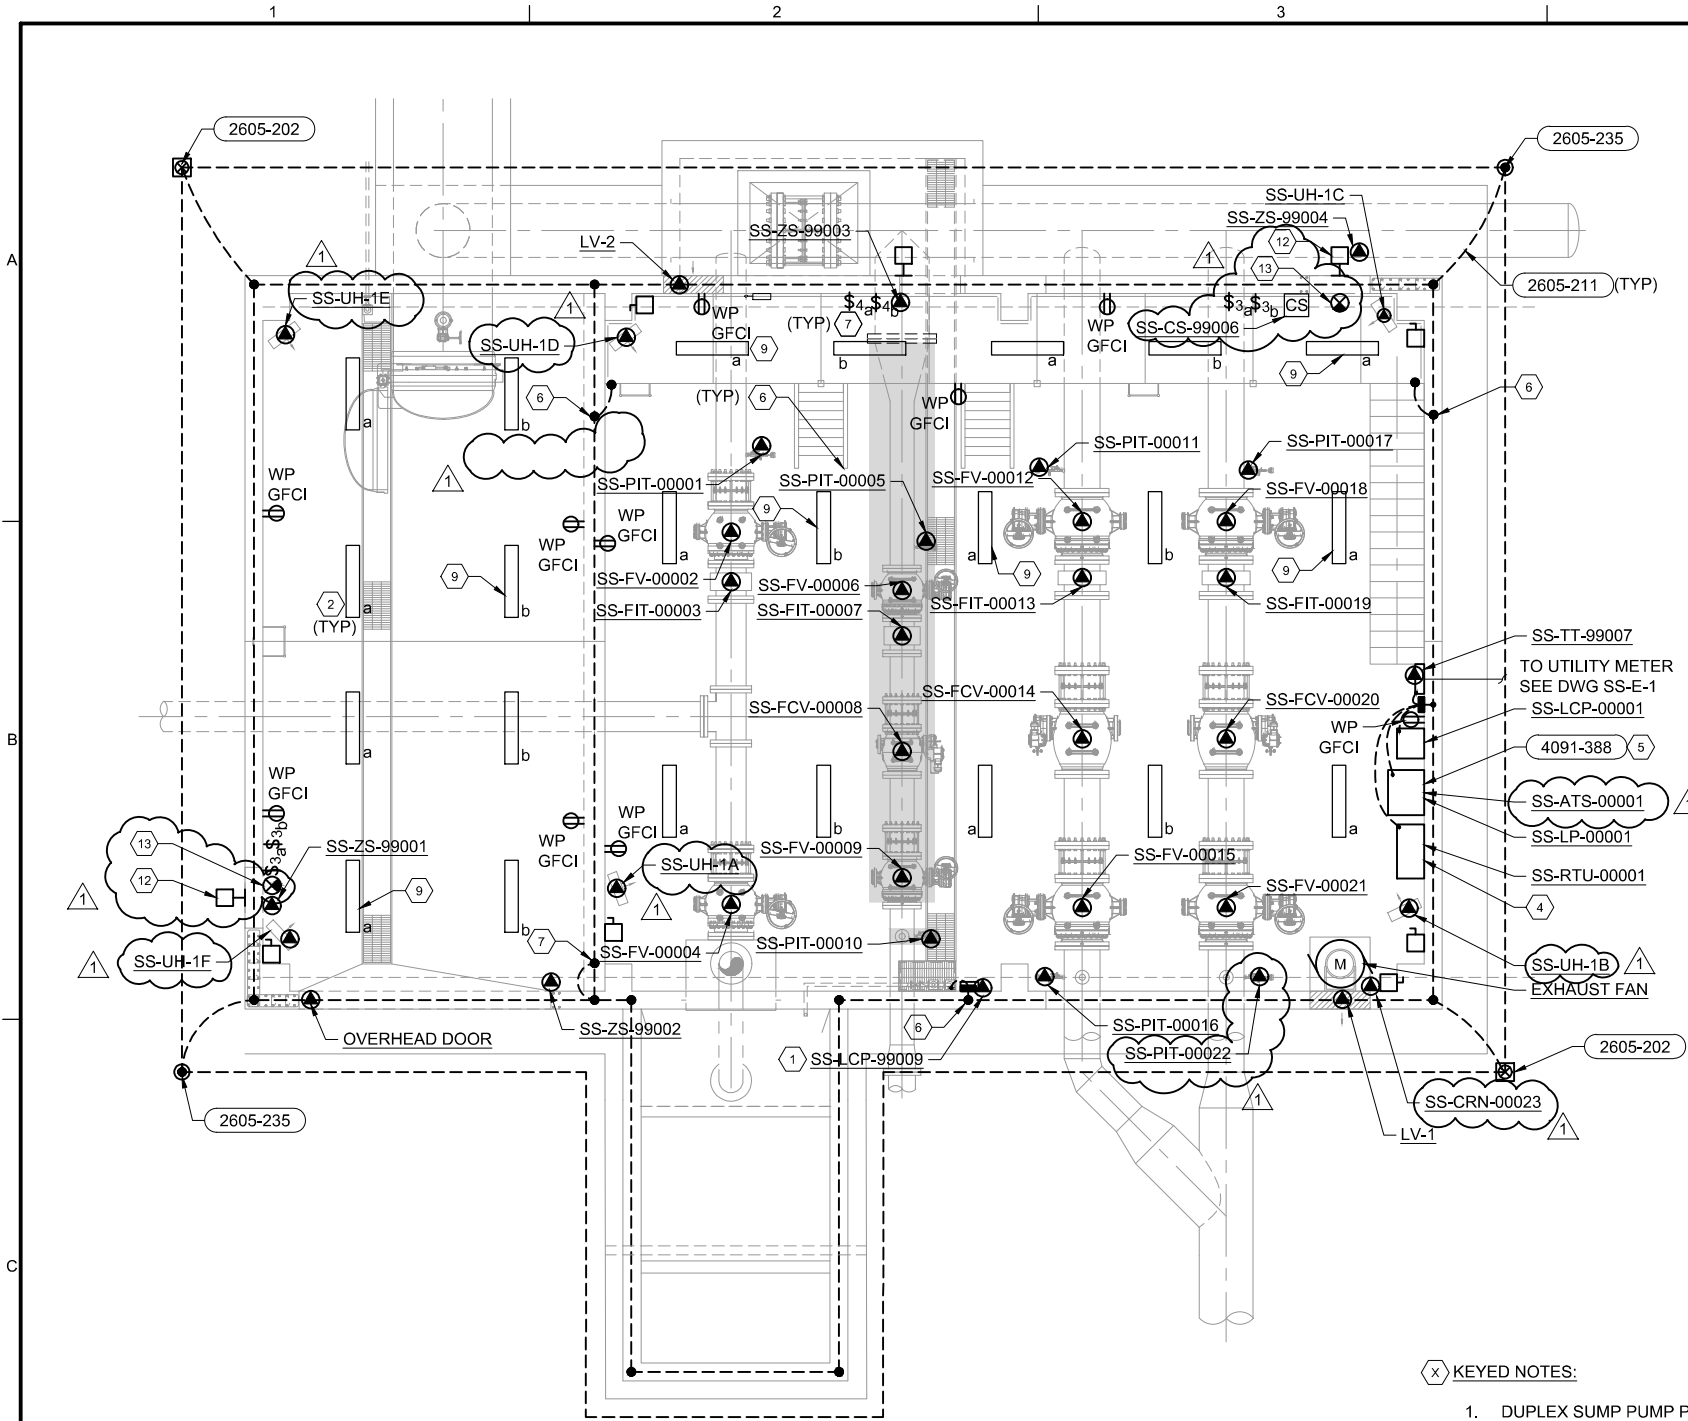 1
2
3
2605-202
2605-235
SS-UH-1C
SS-ZS-99004
12
1
SS-ZS-99003
LV-2
A
1
13
SS-UH-1E
1
2605-211 (TYP)
$4a $4b
$3a $3b
CS
WP
GFCI
(TYP) 7
WP
GFCI
SS-CS-99006
SS-UH-1D
9
a
b
a
b
a
9
6
6
(TYP) 6
WP
GFCI
a
b
SS-PIT-00011
SS-PIT-00017
1
SS-PIT-00001
SS-PIT-00005
SS-FV-00012
SS-FV-00018
WP
GFCI
9
WP
GFCI
WP
GFCI
a
b
a
b
a
9
9
9
SS-FV-00002
SS-FV-00006
SS-FIT-00003
SS-FIT-00007
SS-FIT-00013
SS-FIT-00019
2
(TYP)
a
b
SS-TT-99007
TO UTILITY METER
SEE DWG SS-E-1
SS-FCV-00014
SS-FCV-00020
SS-FCV-00008
SS-LCP-00001
WP
GFCI
B
4091-388 5
a
b
WP
GFCI
SS-ATS-00001
1
WP
GFCI
WP
GFCI
a
b
a
b
a
SS-LP-00001
$3a $3b
13
SS-ZS-99001
SS-FV-00009
SS-FV-00015
SS-UH-1A
SS-RTU-00001
12
9
SS-FV-00021
4
1
1
a
b
7
SS-FV-00004
SS-PIT-00010
1
SS-UH-1F
M
SS-UH-1B
1
EXHAUST FAN
SS-ZS-99002
OVERHEAD DOOR
6
SS-PIT-00016
1
SS-LCP-99009
SS-PIT-00022
2605-202
1
SS-CRN-00023
1
2605-235
LV-1
C
X KEYED NOTES:
1. DUPLEX SUMP PUMP P